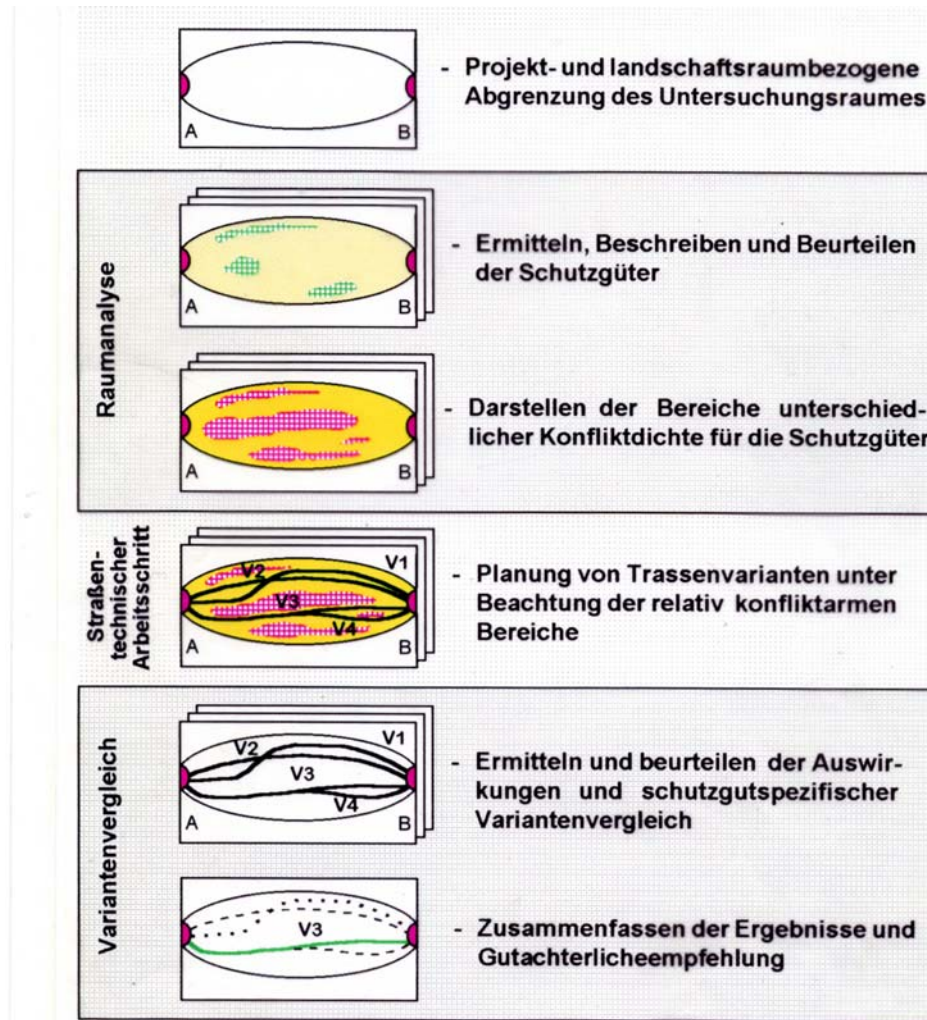 A B
- Projekt- und landschaftsraumbezogene
Abgrenzung des Untersuchungsraumes
Raumanalyse
A B
- Ermitteln, Beschreiben und Beurteilen
der Schutzgüter
A B
- Darstellen der Bereiche unterschied-
licher Konfliktdichte für die Schutzgüter
Straßen-
technischer
Arbeitsschritt
V2 V1
V3
V4
A B
- Planung von Trassenvarianten unter
Beachtung der relativ konfliktarmen
Bereiche
Variantenvergleich
V2 V1
V3
V4
A B
- Ermitteln und beurteilen der Auswir-
kungen und schutzgutspezifischer
Variantenvergleich
V3
- Zusammenfassen der Ergebnisse und
Gutachterlicheempfehlung